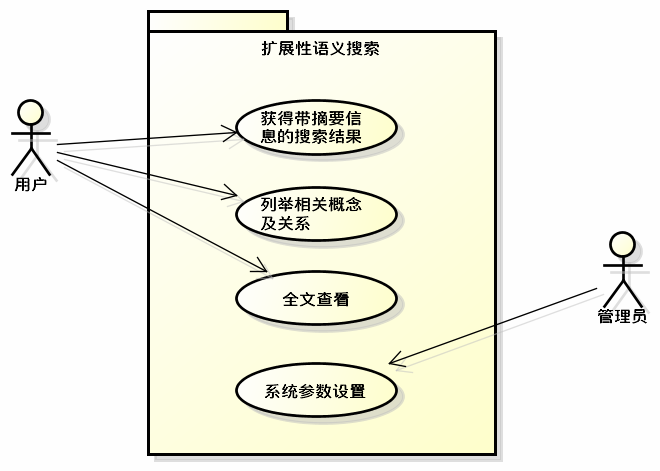 扩展性语义搜索
获得带摘要信
息的搜索结果
用户
列举相关概念
及关系
全文查看
管理员
系统参数设置